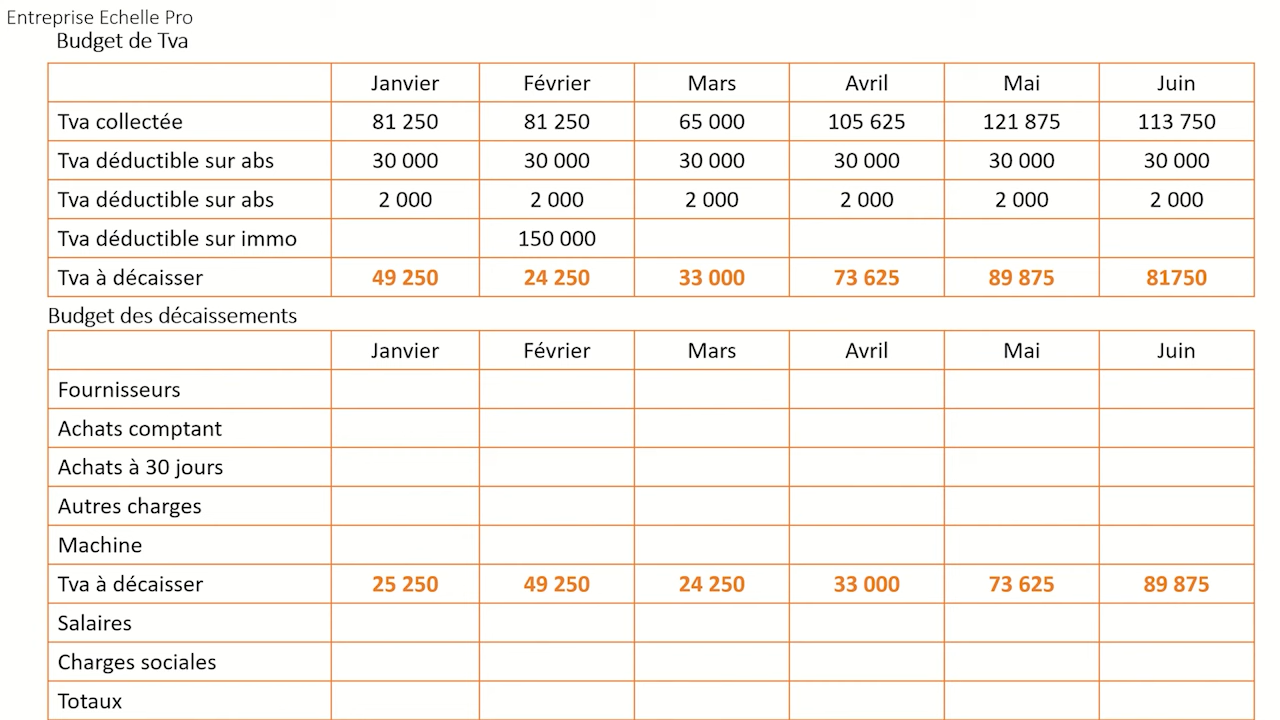 Entreprise Echelle Pro
Budget de Tva
Janvier Février Mars Avril Mai Juin
Tva collectée 81 250 81 250 65 000 105 625 121 875 113 750
Tva déductible sur abs 30 000 30 000 30 000 30 000 30 000 30 000
Tva déductible sur abs 2 000 2 000 2 000 2 000 2 000 2 000
Tva déductible sur immo 150 000
Tva à décaisser 49 250 24 250 33 000 73 625 89 875 81750
Budget des décaissements
Janvier Février Mars Avril Mai Juin
Fournisseurs
Achats comptant
Achats à 30 jours
Autres charges
Machine
Tva à décaisser 25 250 49 250 24 250 33 000 73 625 89 875
Salaires
Charges sociales
Totaux